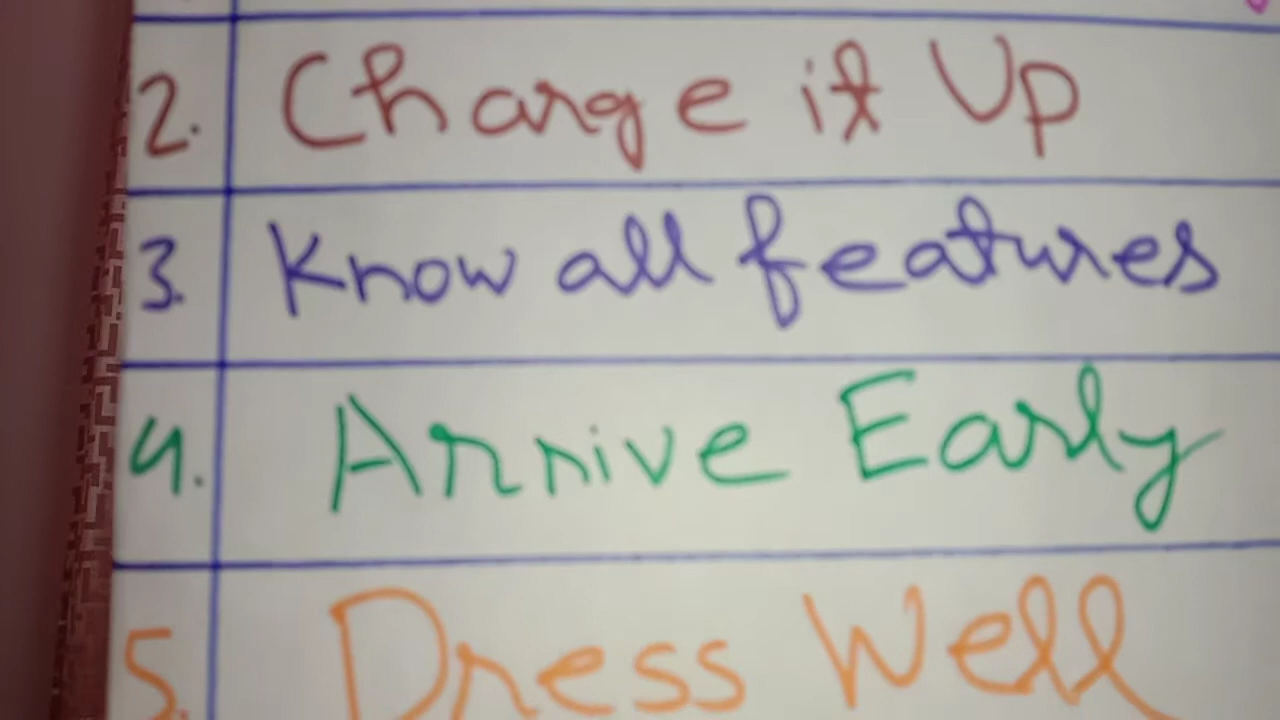 2. Charge it Up
3. Know all features
4. Arrive Early
5. Dress Well